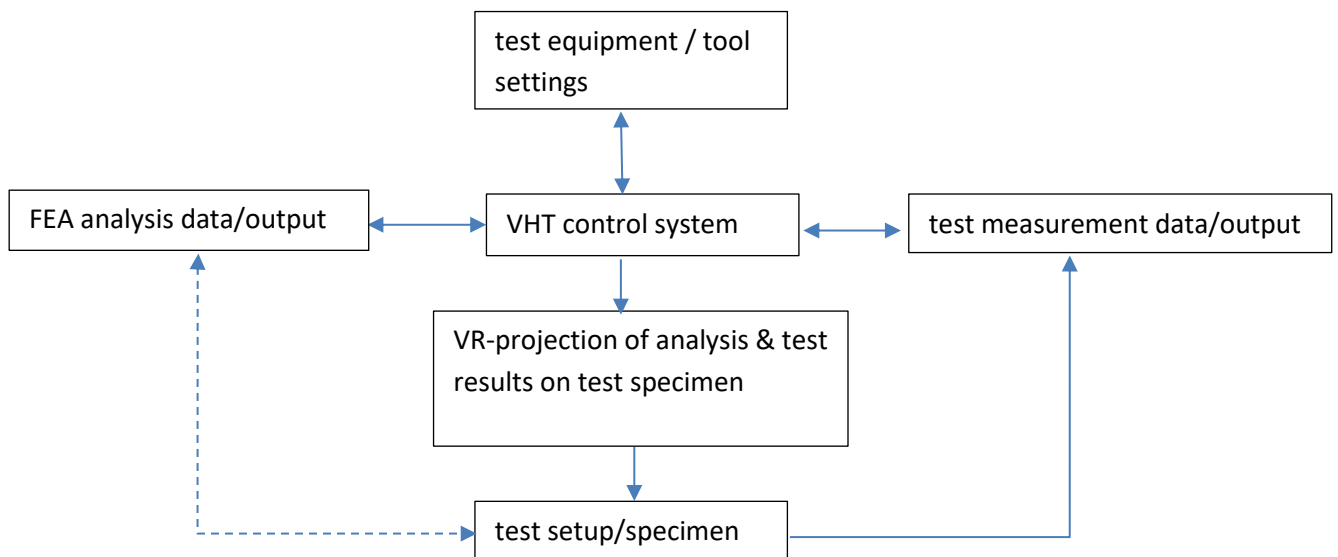 test equipment / tool
settings
FEA analysis data/output
VHT control system
test measurement data/output
VR-projection of analysis & test
results on test specimen
test setup/specimen